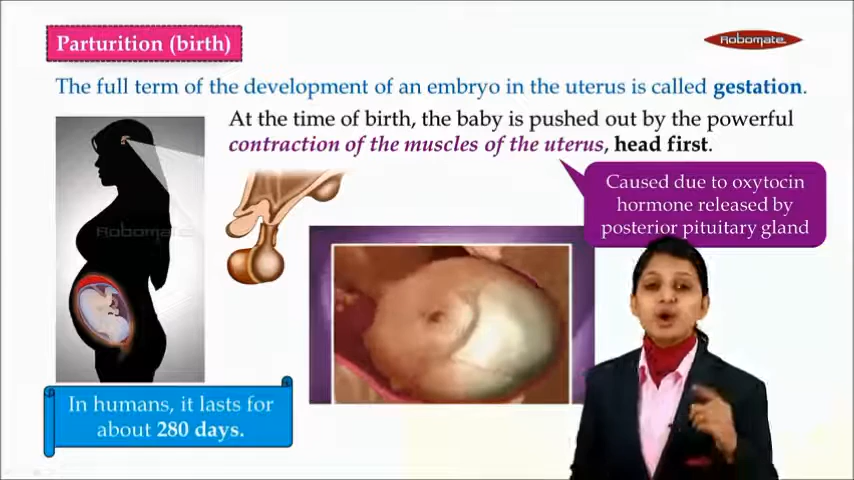 Parturition (birth)
Robomate
The full term of the development of an embryo in the uterus is called gestation.
At the time of birth, the baby is pushed out by the powerful
contraction of the muscles of the uterus, head first.
Caused due to oxytocin
hormone released by
posterior pituitary gland
Robomate
In humans, it lasts for
about 280 days.